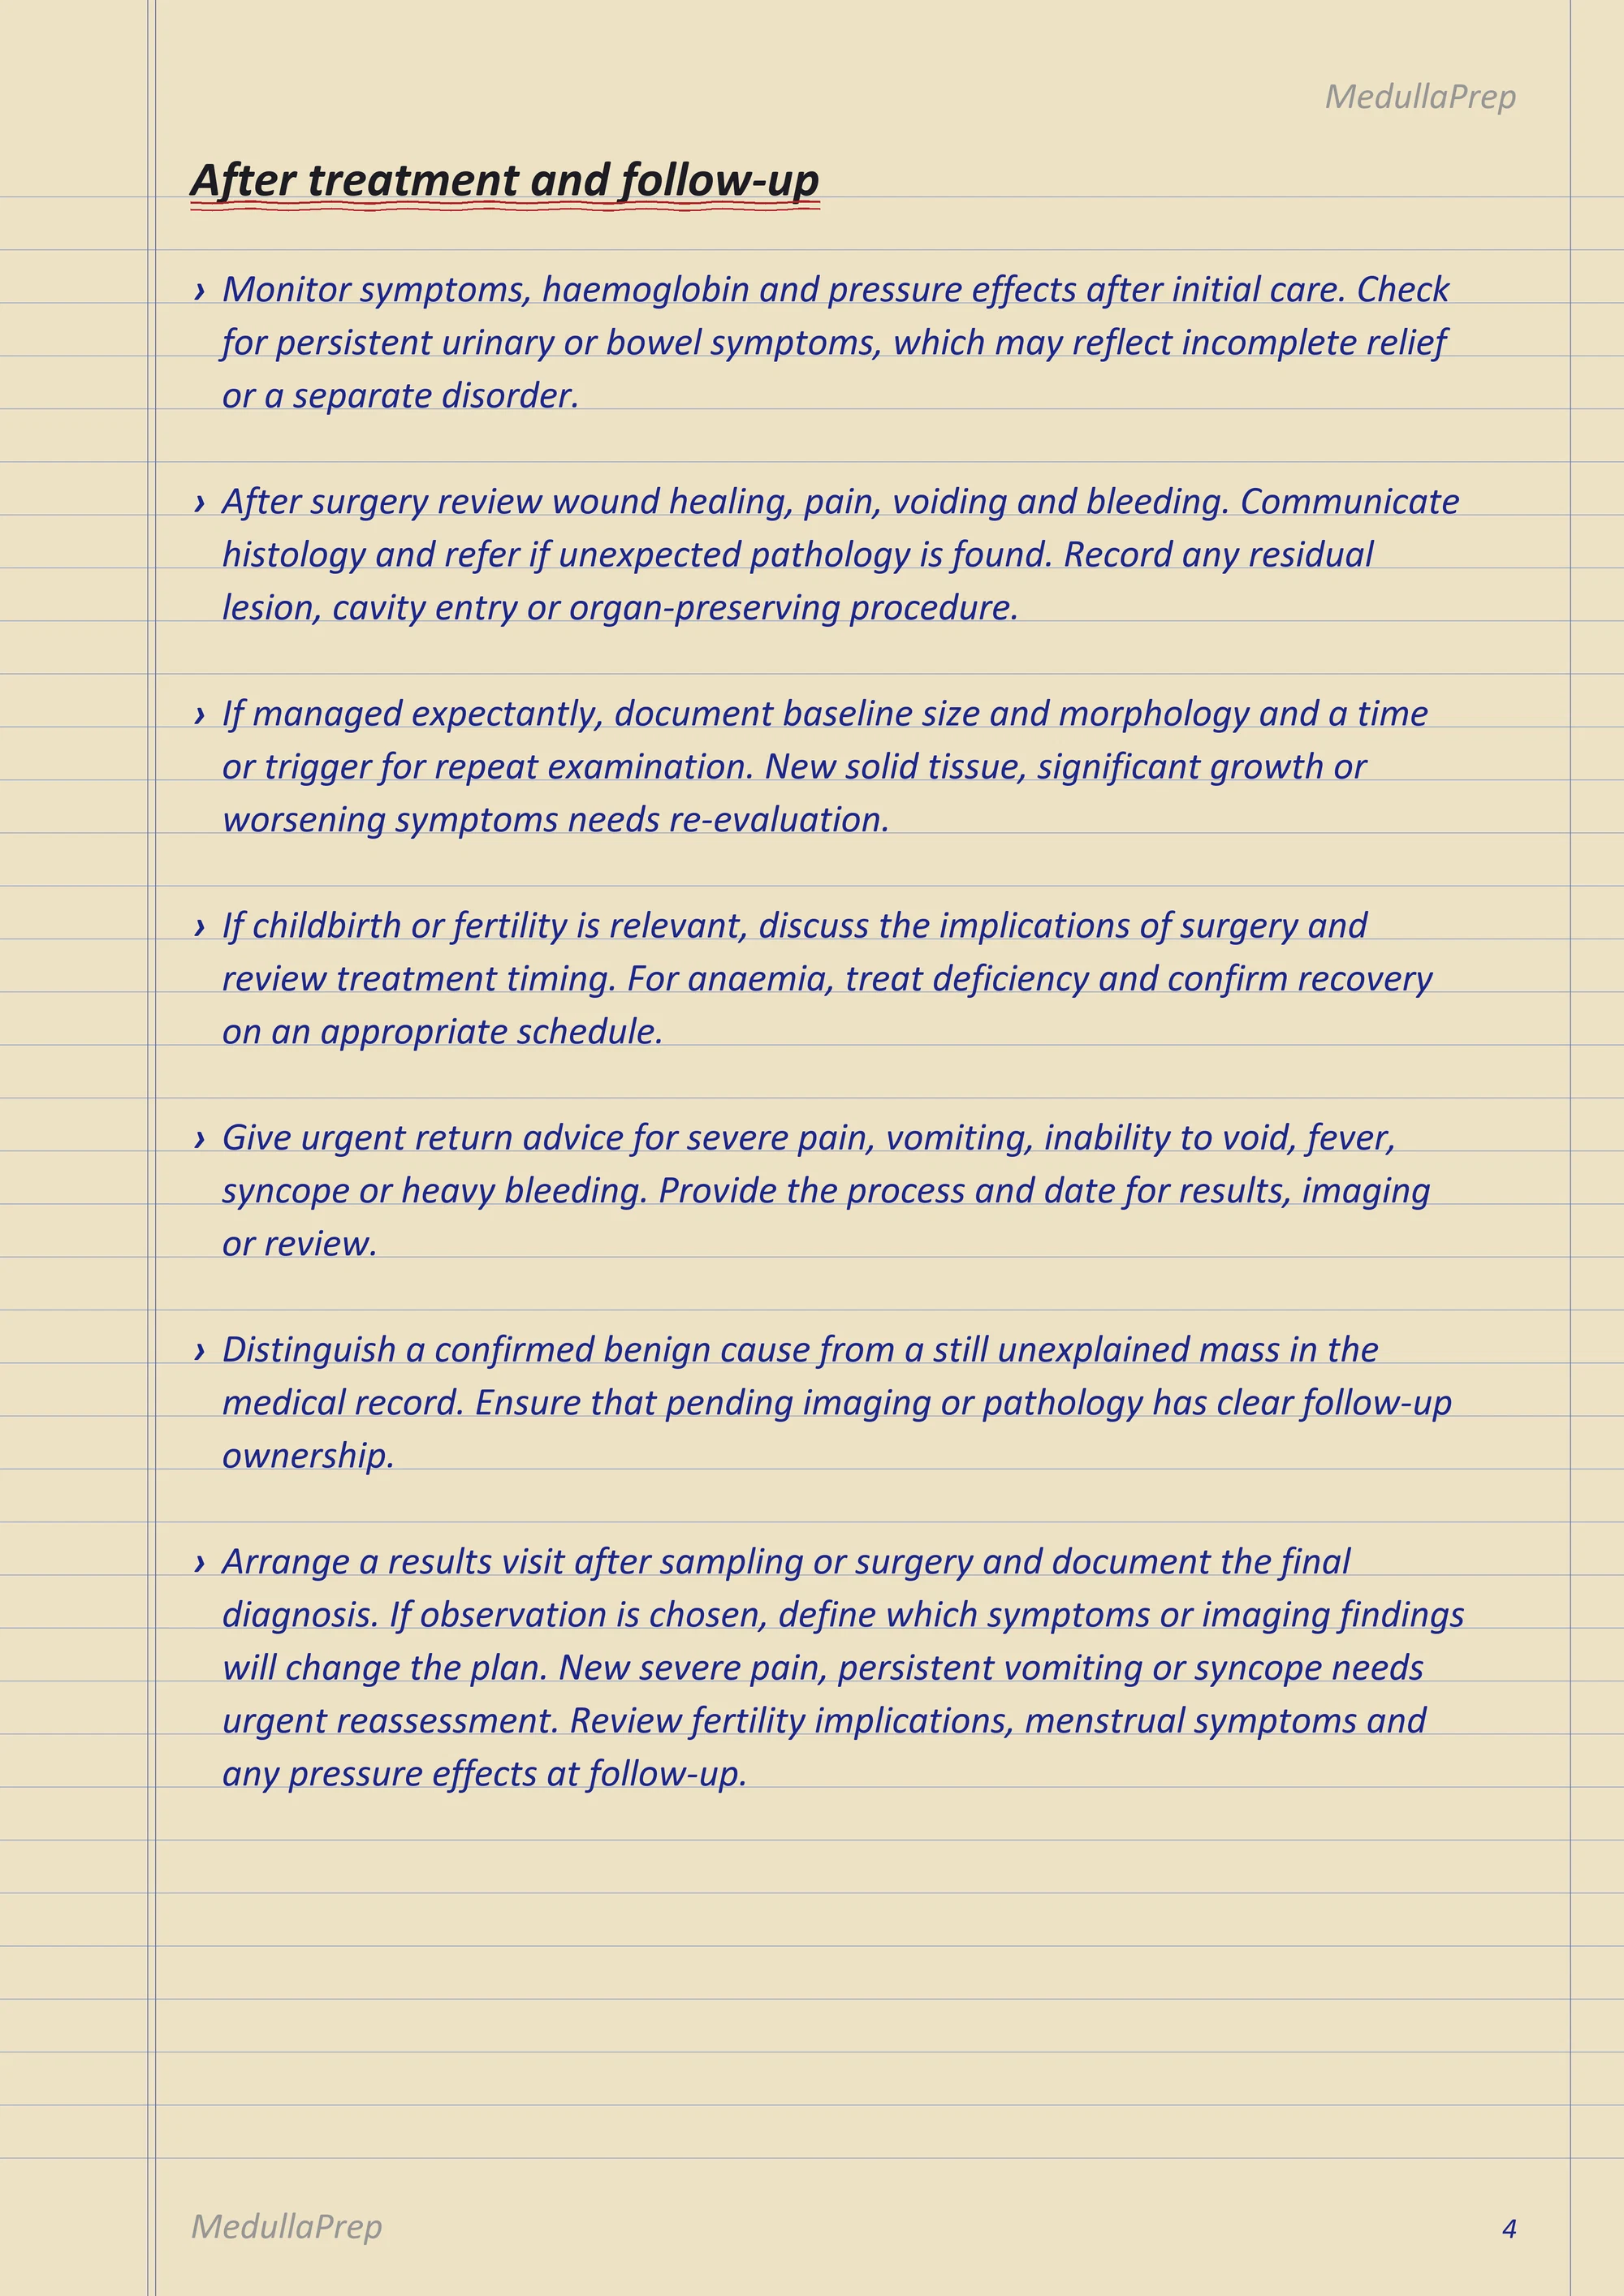 MedullaPrep
After treatment and follow-up
› Monitor symptoms, haemoglobin and pressure effects after initial care. Check
for persistent urinary or bowel symptoms, which may reflect incomplete relief
or a separate disorder.
› After surgery review wound healing, pain, voiding and bleeding. Communicate
histology and refer if unexpected pathology is found. Record any residual
lesion, cavity entry or organ-preserving procedure.
› If managed expectantly, document baseline size and morphology and a time
or trigger for repeat examination. New solid tissue, significant growth or
worsening symptoms needs re-evaluation.
› If childbirth or fertility is relevant, discuss the implications of surgery and
review treatment timing. For anaemia, treat deficiency and confirm recovery
on an appropriate schedule.
› Give urgent return advice for severe pain, vomiting, inability to void, fever,
syncope or heavy bleeding. Provide the process and date for results, imaging
or review.
› Distinguish a confirmed benign cause from a still unexplained mass in the
medical record. Ensure that pending imaging or pathology has clear follow-up
ownership.
› Arrange a results visit after sampling or surgery and document the final
diagnosis. If observation is chosen, define which symptoms or imaging findings
will change the plan. New severe pain, persistent vomiting or syncope needs
urgent reassessment. Review fertility implications, menstrual symptoms and
any pressure effects at follow-up.
MedullaPrep
4